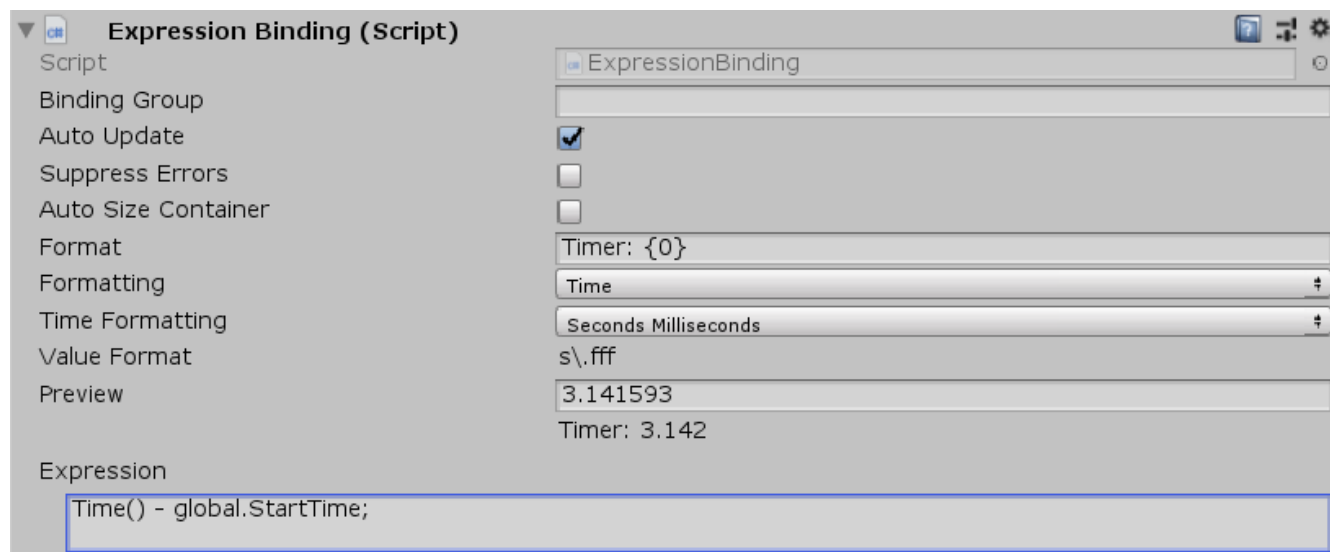 Expression Binding (Script)
Script ExpressionBinding
Binding Group
Auto Update
Suppress Errors
Auto Size Container
Format Timer: {0}
Formatting Time
Time Formatting Seconds Milliseconds
Value Format s\.fff
Preview 3.141593
Timer: 3.142
Expression
Time() - global.StartTime;